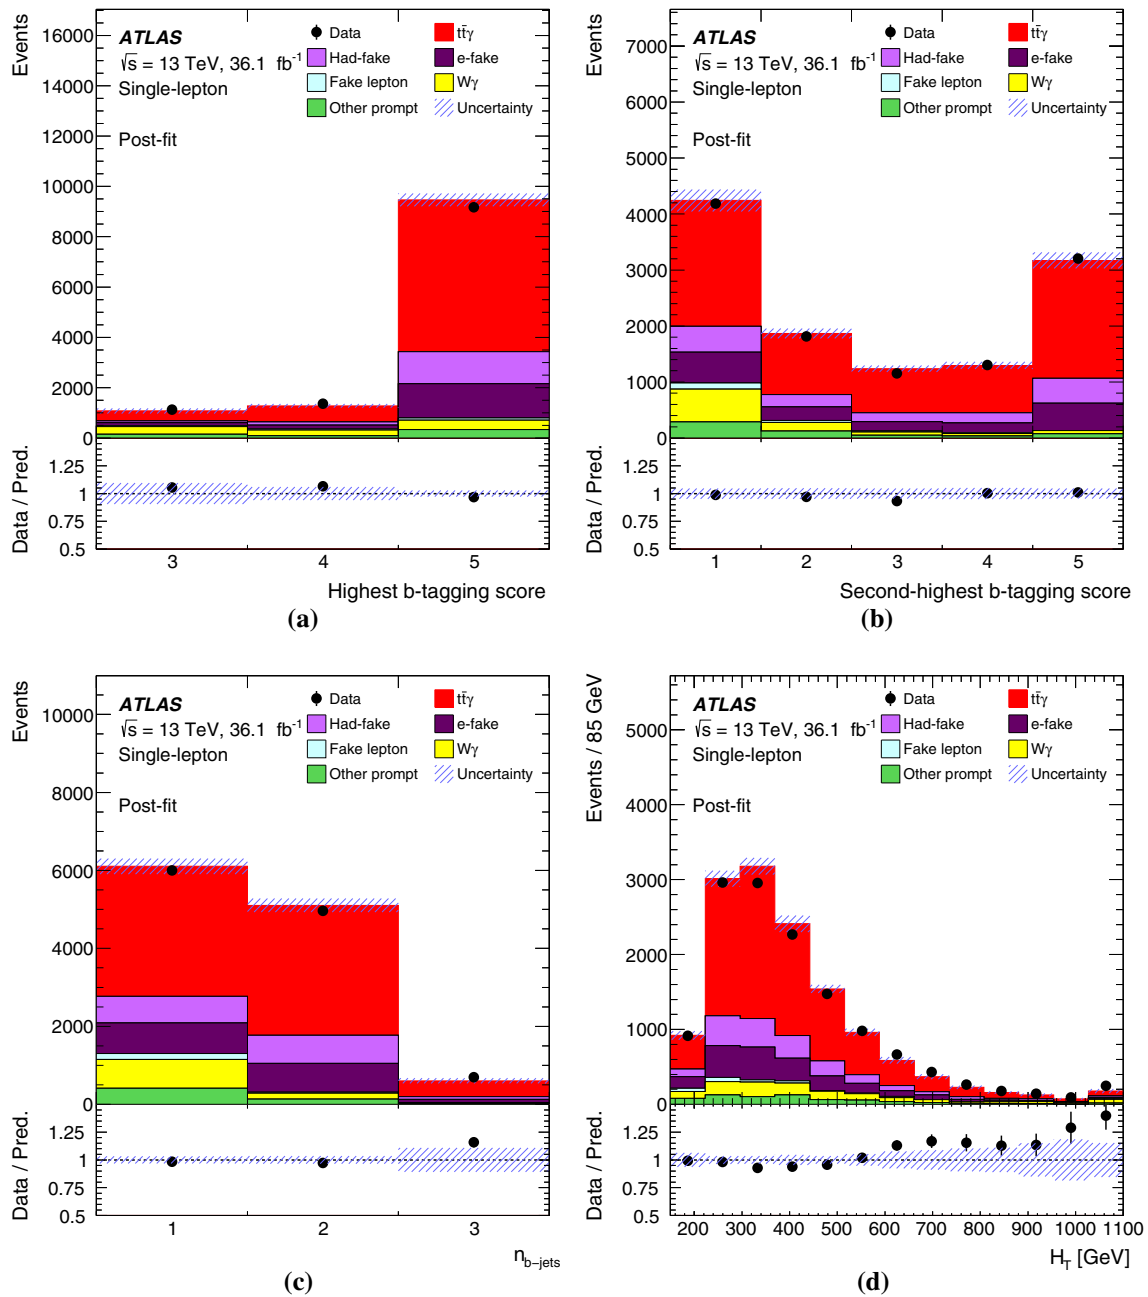 Events
16000
14000
12000
10000
8000
6000
4000
2000
0
ATLAS
√s = 13 TeV, 36.1 fb⁻¹
Single-lepton
Post-fit
Data
tt̄γ
Had-fake
e-fake
Fake lepton
Wγ
Other prompt
Uncertainty
Data / Pred.
1.25
1
0.75
0.5
3 4 5
Highest b-tagging score
(a)
Events
7000
6000
5000
4000
3000
2000
1000
0
ATLAS
√s = 13 TeV, 36.1 fb⁻¹
Single-lepton
Post-fit
Data
tt̄γ
Had-fake
e-fake
Fake lepton
Wγ
Other prompt
Uncertainty
Data / Pred.
1.25
1
0.75
0.5
1 2 3 4 5
Second-highest b-tagging score
(b)
Events
10000
8000
6000
4000
2000
0
ATLAS
√s = 13 TeV, 36.1 fb⁻¹
Single-lepton
Post-fit
Data
tt̄γ
Had-fake
e-fake
Fake lepton
Wγ
Other prompt
Uncertainty
Data / Pred.
1.25
1
0.75
0.5
1 2 3
n_b-jets
(c)
Events / 85 GeV
5000
4000
3000
2000
1000
0
ATLAS
√s = 13 TeV, 36.1 fb⁻¹
Single-lepton
Post-fit
Data
tt̄γ
Had-fake
e-fake
Fake lepton
Wγ
Other prompt
Uncertainty
Data / Pred.
1.25
1
0.75
0.5
200 300 400 500 600 700 800 900 1000 1100
H_T [GeV]
(d)